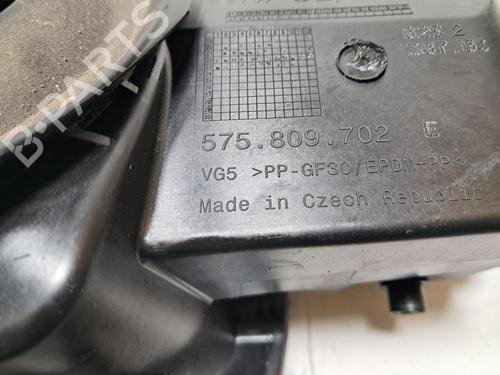 B-PARTS
575.809.702 E
VG5 >PP-GF30/EPDM+PP<
Made in Czech Republic